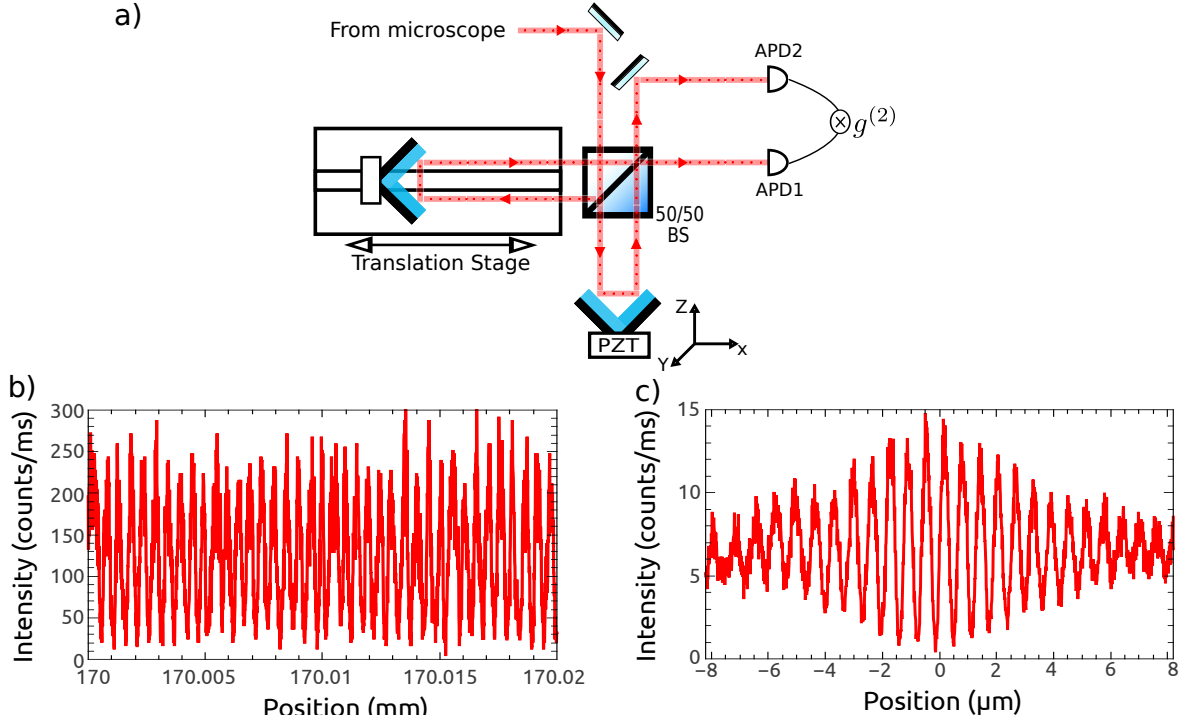 a)
From microscope
APD2
g(2)
APD1
50/50
BS
Translation Stage
PZT
Z
Y
x
b)
Intensity (counts/ms)
300
250
200
150
100
50
0
170
170.005
170.01
170.015
170.02
Position (mm)
c)
Intensity (counts/ms)
15
10
5
0
−8
−6
−4
−2
0
2
4
6
8
Position (μm)